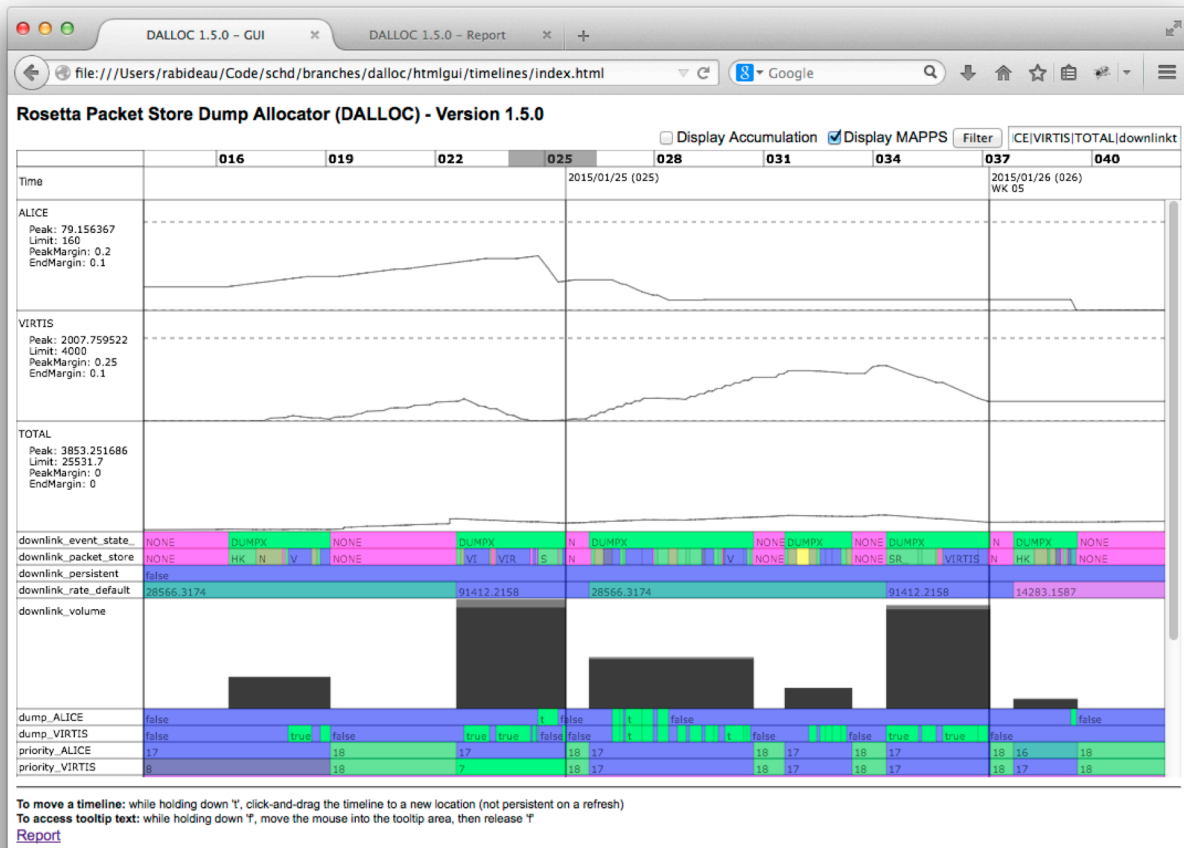 DALLOC 1.5.0 - GUI
DALLOC 1.5.0 - Report
file:///Users/rabideau/Code/schd/branches/dalloc/htmlgui/timelines/index.html
Google
Rosetta Packet Store Dump Allocator (DALLOC) - Version 1.5.0
Display Accumulation Display MAPPS Filter CE|VIRTIS|TOTAL|downlinkt
016 019 022 025 028 031 034 037 040
Time 2015/01/25 (025) 2015/01/26 (026)
WK 05
ALICE
Peak: 79.156367
Limit: 160
PeakMargin: 0.2
EndMargin: 0.1
VIRTIS
Peak: 2007.759522
Limit: 4000
PeakMargin: 0.25
EndMargin: 0.1
TOTAL
Peak: 3853.251686
Limit: 25531.7
PeakMargin: 0
EndMargin: 0
downlink_event_state_ NONE DUMPX NONE DUMPX N DUMPX NONE DUMPX NONE DUMPX N DUMPX NONE
downlink_packet_store NONE HK N V NONE VI VIR S N V NONE NONE SR_ VIRTIS N HK NONE
downlink_persistent false
downlink_rate_default 28566.3174 91412.2158 28566.3174 91412.2158 14283.1587
downlink_volume
dump_ALICE false t false t false false
dump_VIRTIS false true false true true false false t t false false true true false
priority_ALICE 17 18 17 18 17 18 17 18 17 18 16 18
priority_VIRTIS 8 18 7 18 17 18 17 18 17 18 17 18
To move a timeline: while holding down 't', click-and-drag the timeline to a new location (not persistent on a refresh)
To access tooltip text: while holding down 'f', move the mouse into the tooltip area, then release 'f'
Report